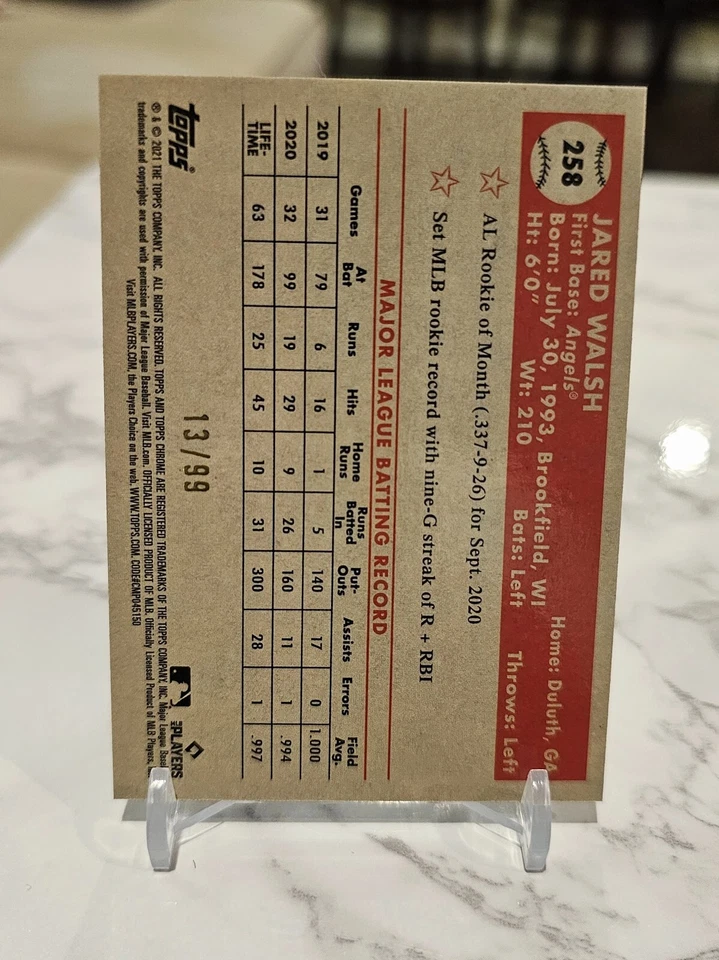 258
JARED WALSH
First Base: Angels®
Born: July 30, 1993, Brookfield, WI Home: Duluth, GA
Ht: 6'0" Wt: 210 Bats: Left Throws: Left
AL Rookie of Month (.337-9-26) for Sept. 2020
Set MLB rookie record with nine-G streak of R + RBI
MAJOR LEAGUE BATTING RECORD
Games At Bat Runs Hits Home Runs Runs Batted In Put-Outs Assists Errors Field Avg.
2019 31 79 6 16 1 5 140 17 0 1.000
2020 32 99 19 29 9 26 160 11 1 .994
LIFE-TIME 63 178 25 45 10 31 300 28 1 .997
13/99
topps®
MLB PLAYERS
® & © 2021 THE TOPPS COMPANY, INC. ALL RIGHTS RESERVED. TOPPS AND TOPPS CHROME ARE REGISTERED TRADEMARKS OF THE TOPPS COMPANY, INC. Major League Baseball
trademarks and copyrights are used with permission of Major League Baseball. Visit MLB.com. OFFICIALLY LICENSED PRODUCT OF MLB Players,
Visit MLBPLAYERS.COM, the Players Choice on the web. WWW.TOPPS.COM. CODE#CMP045150